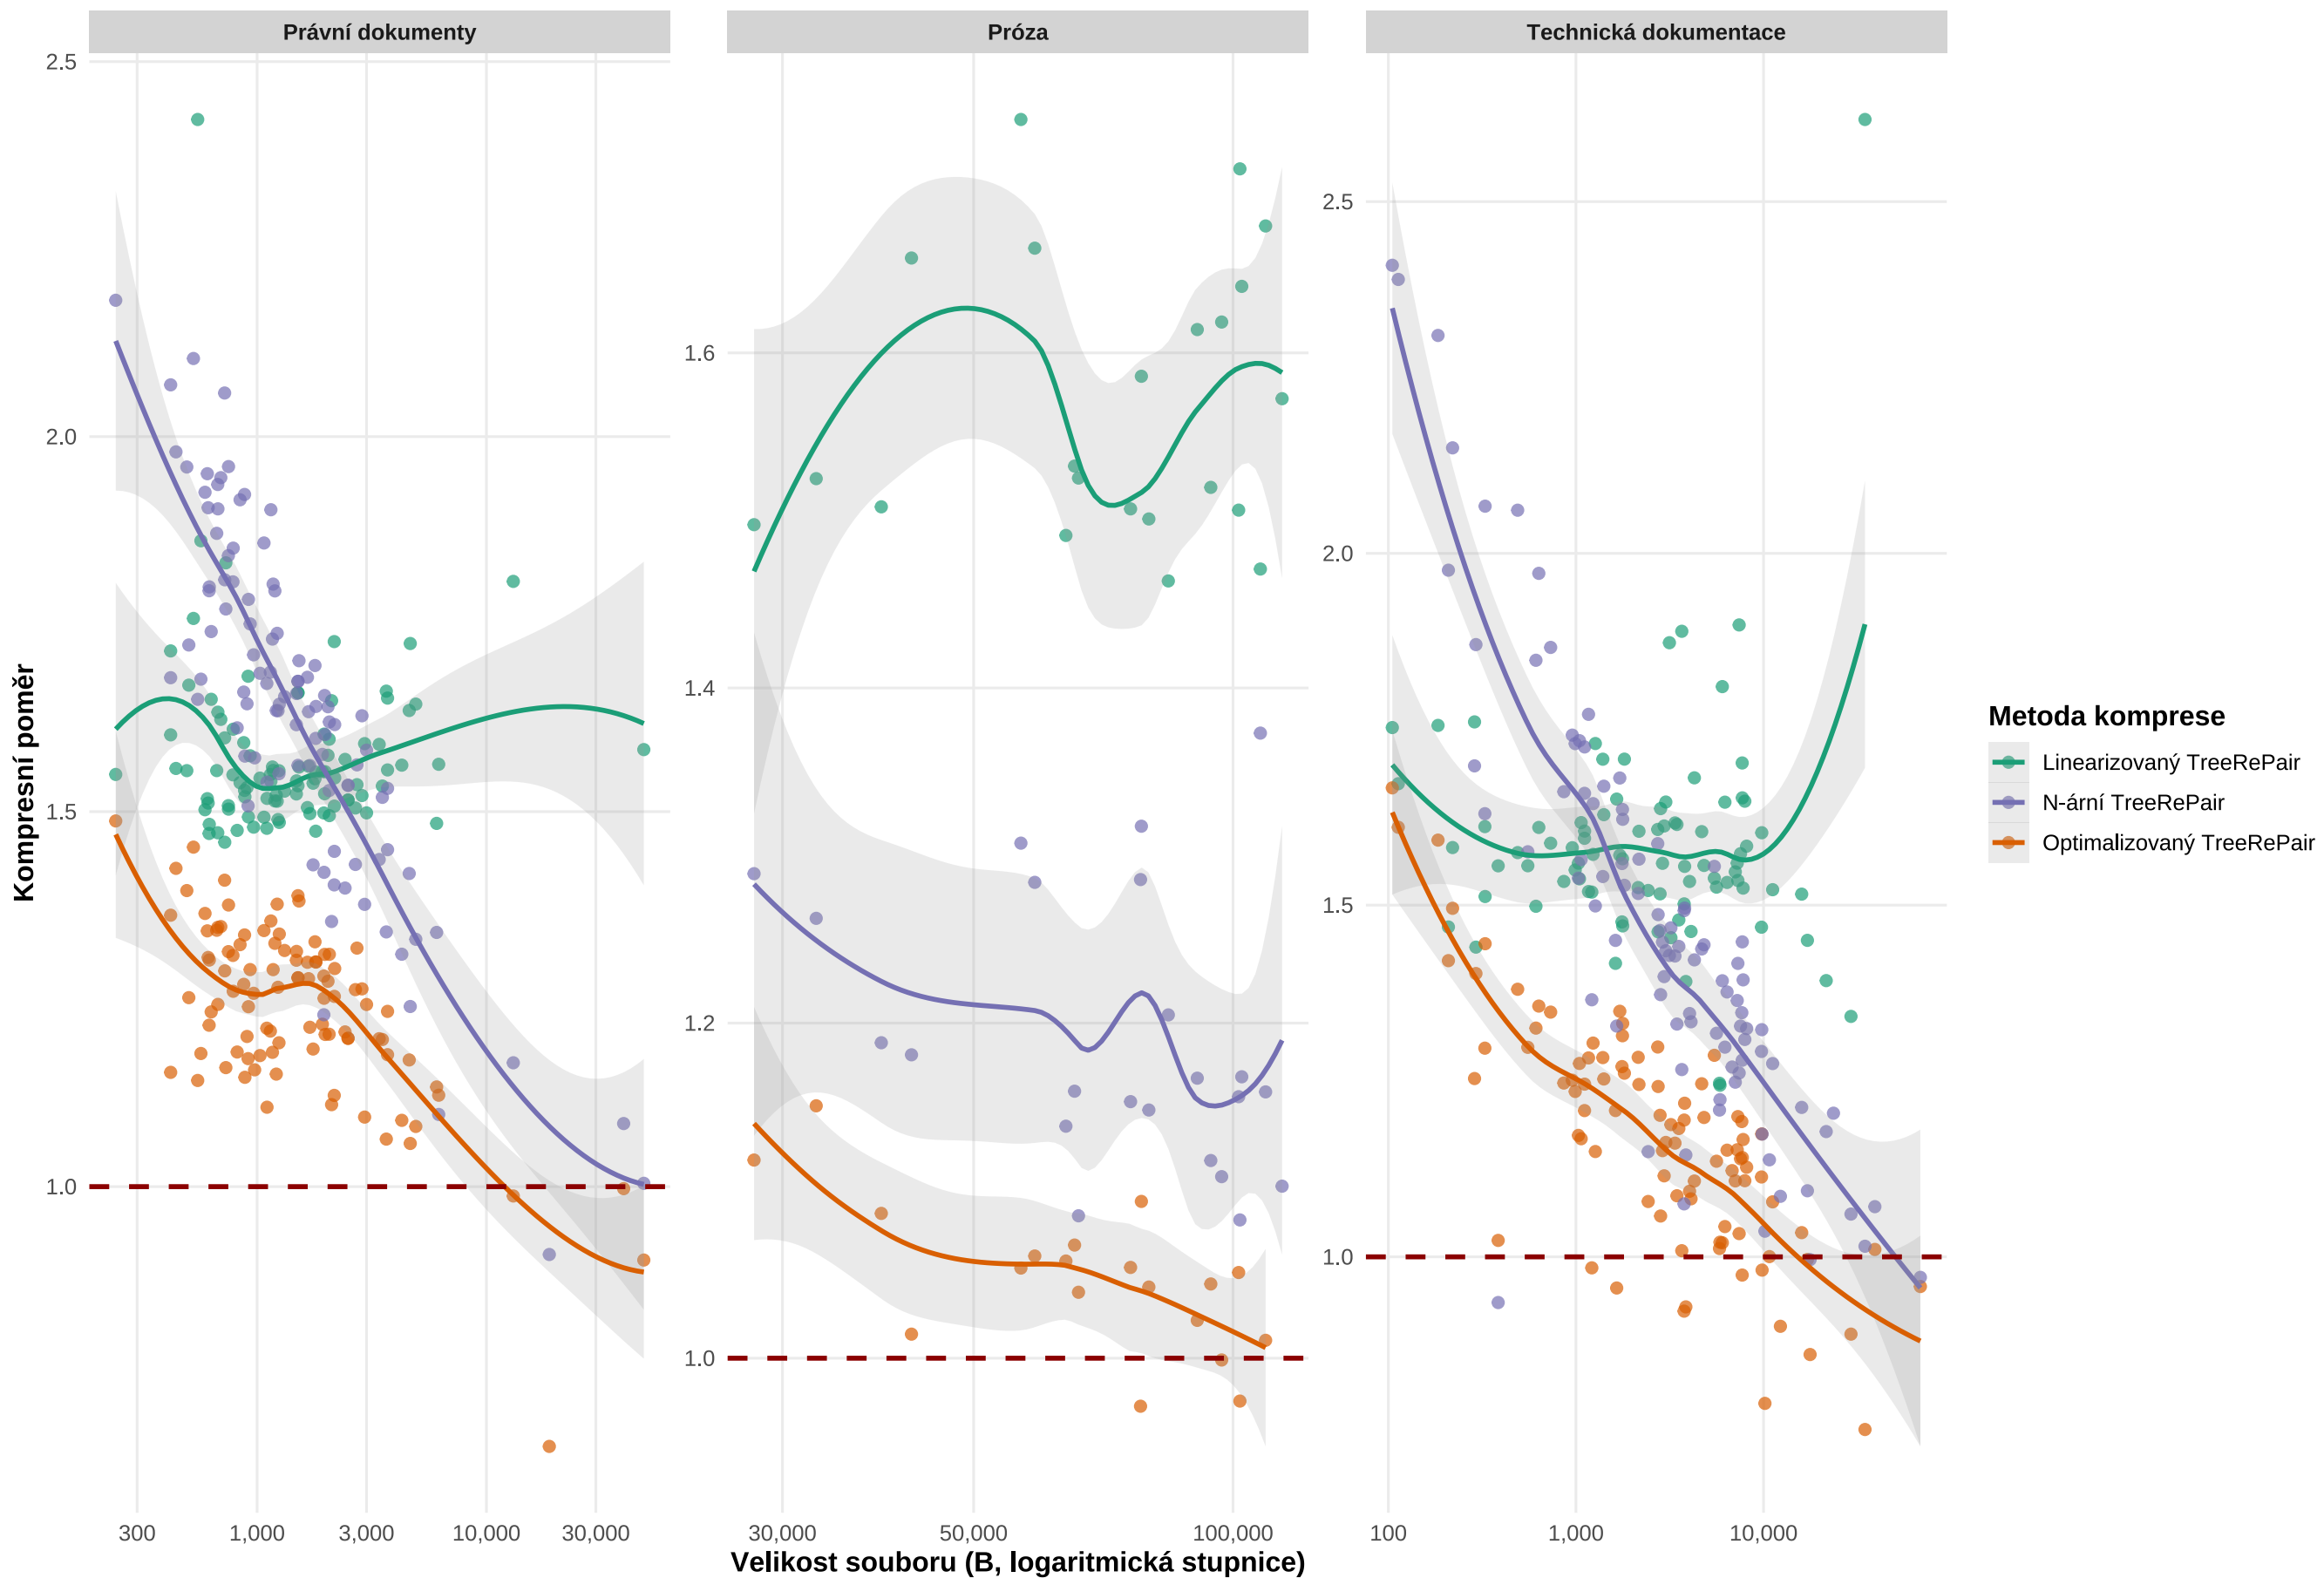 Právní dokumenty
Próza
Technická dokumentace
Kompresní poměr
2.5
2.0
1.5
1.0
1.6
1.4
1.2
1.0
2.5
2.0
1.5
1.0
300
1,000
3,000
10,000
30,000
30,000
50,000
100,000
100
1,000
10,000
Velikost souboru (B, logaritmická stupnice)
Metoda komprese
Linearizovaný TreeRePair
N-ární TreeRePair
Optimalizovaný TreeRePair